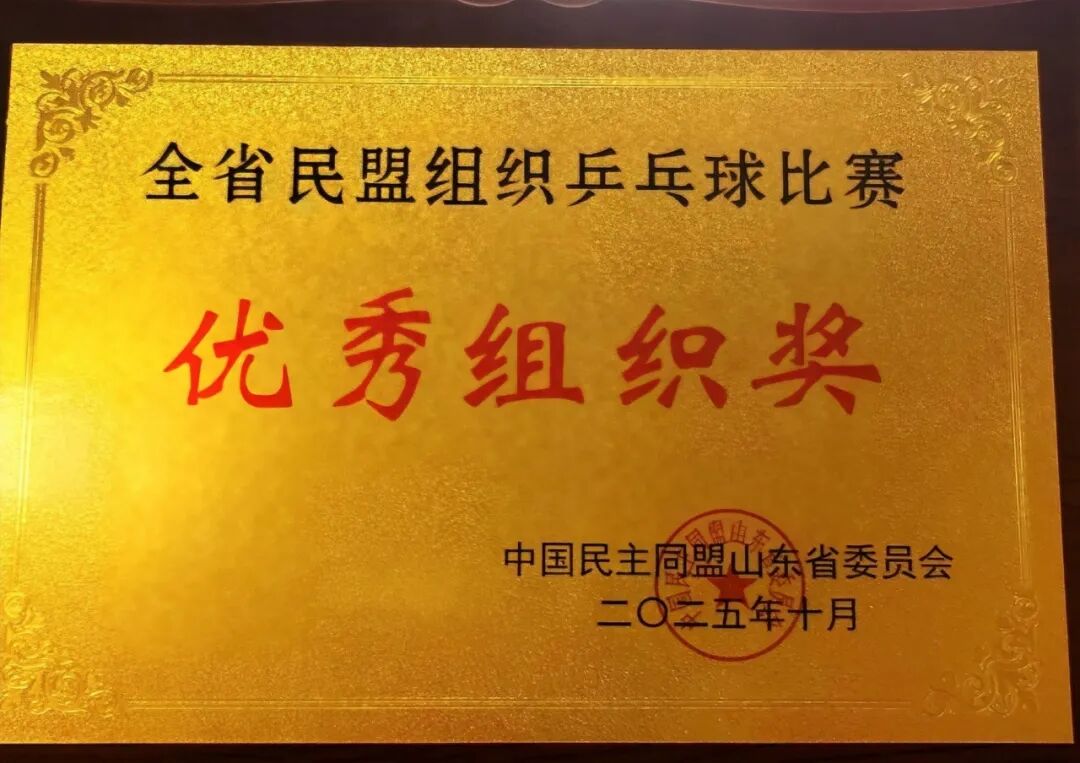 全省民盟组织乒乓球比赛
优秀组织奖
中国民主同盟山东省委员会
二〇二五年十月